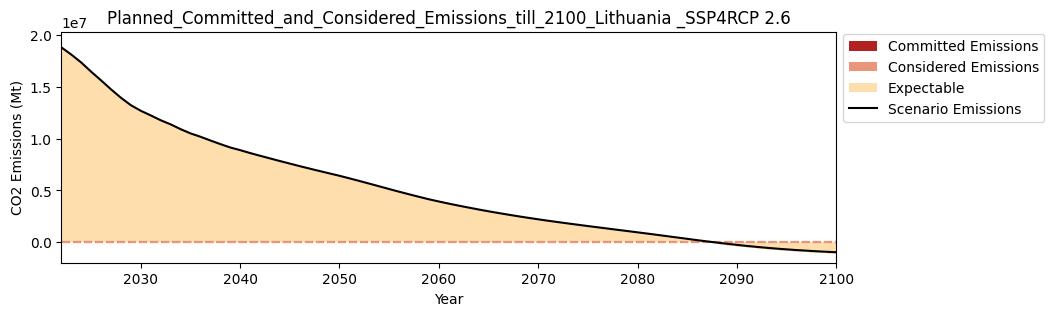 Planned_Committed_and_Considered_Emissions_till_2100_Lithuania _SSP4RCP 2.6
1e7
2.0
1.5
1.0
0.5
0.0
CO2 Emissions (Mt)
2030 2040 2050 2060 2070 2080 2090 2100
Year
Committed Emissions
Considered Emissions
Expectable
Scenario Emissions